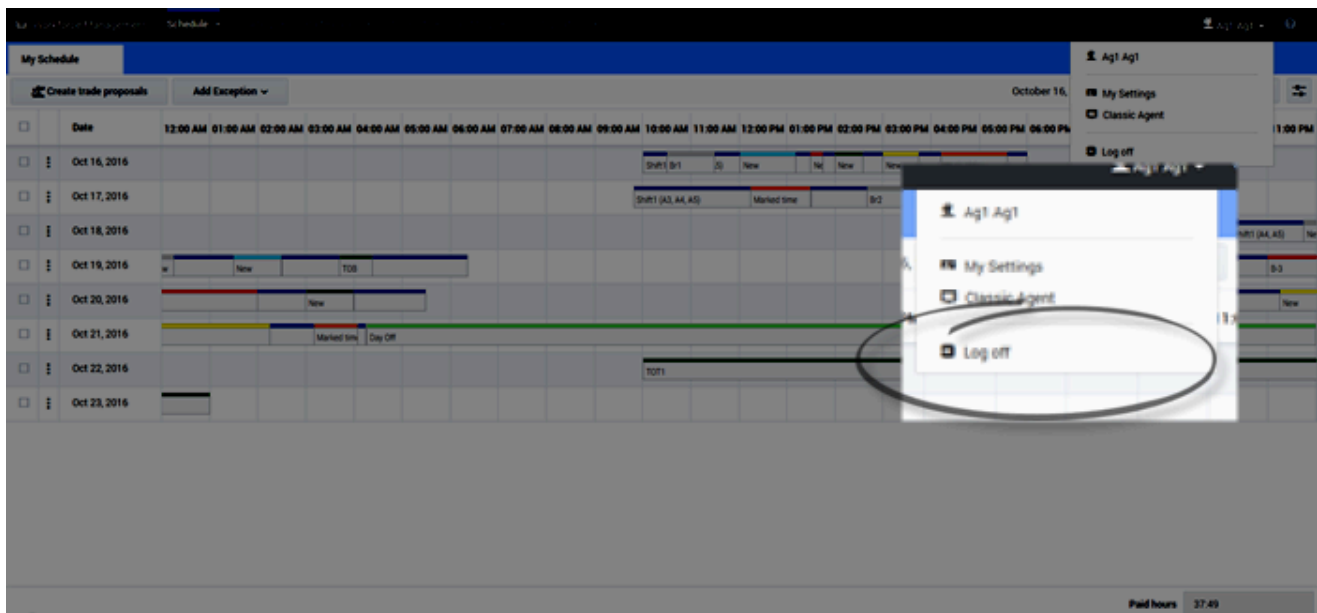 Schedule Ag1 Ag1
My Schedule Ag1 Ag1
Create trade proposals Add Exception October 16, My Settings
Classic Agent
Date 12:00 AM 01:00 AM 02:00 AM 03:00 AM 04:00 AM 05:00 AM 06:00 AM 07:00 AM 08:00 AM 09:00 AM 10:00 AM 11:00 AM 12:00 PM 01:00 PM 02:00 PM 03:00 PM 04:00 PM 05:00 PM 06:00 PM 1:00 PM
Log off
Oct 16, 2016 Shift1 Br1 A5) New Ne New New
Ag1 Ag1
Oct 17, 2016 Shift1 (A3, A4, A5) Marked time Br2
Ag1 Ag1
Oct 18, 2016 Shift1 (A4, A5) Ne
Oct 19, 2016 w New TOB B-3
My Settings
Oct 20, 2016 New New
Classic Agent
Oct 21, 2016 Marked time Day Off
Log off
Oct 22, 2016 TOT1
Oct 23, 2016
Paid hours 37:49